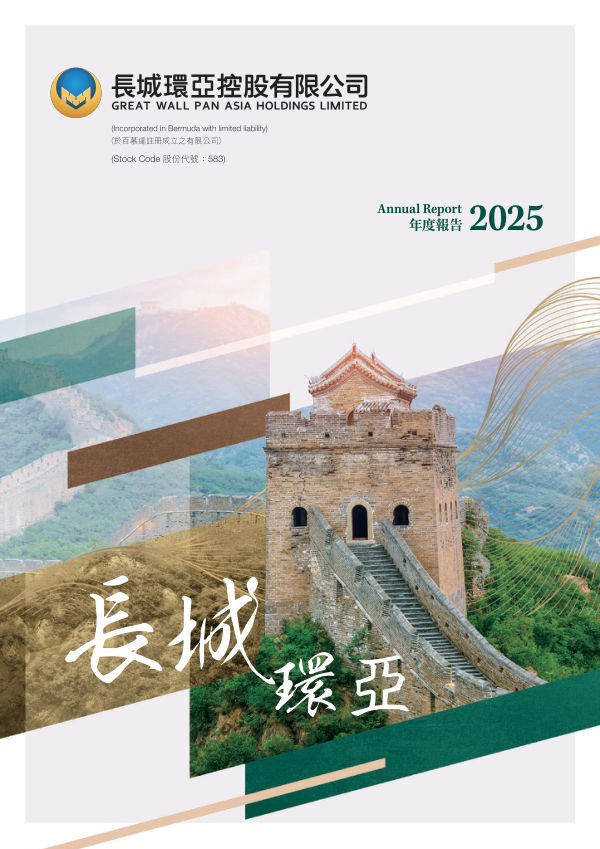 長城環亞控股有限公司
GREAT WALL PAN ASIA HOLDINGS LIMITED
(Incorporated in Bermuda with limited liability)
(於百慕達註冊成立之有限公司)
(Stock Code 股份代號：583)
Annual Report
年度報告
2025
長城
環亞